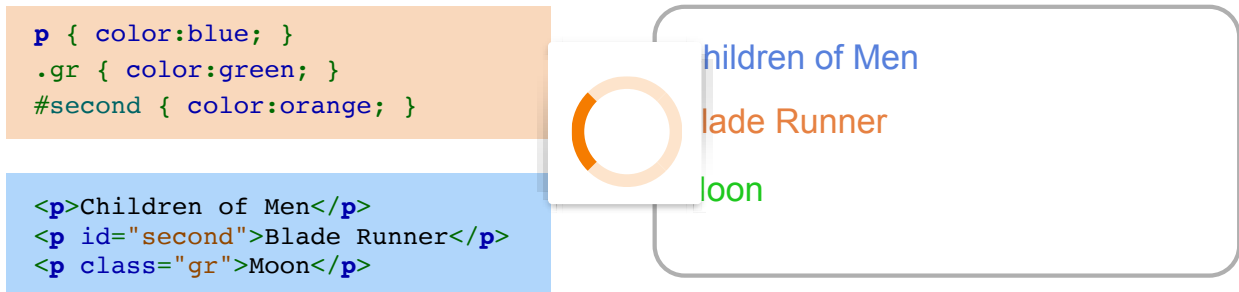 p { color:blue; }
.gr { color:green; }
#second { color:orange; }
<p>Children of Men</p>
<p id="second">Blade Runner</p>
<p class="gr">Moon</p>
hildren of Men
lade Runner
oon